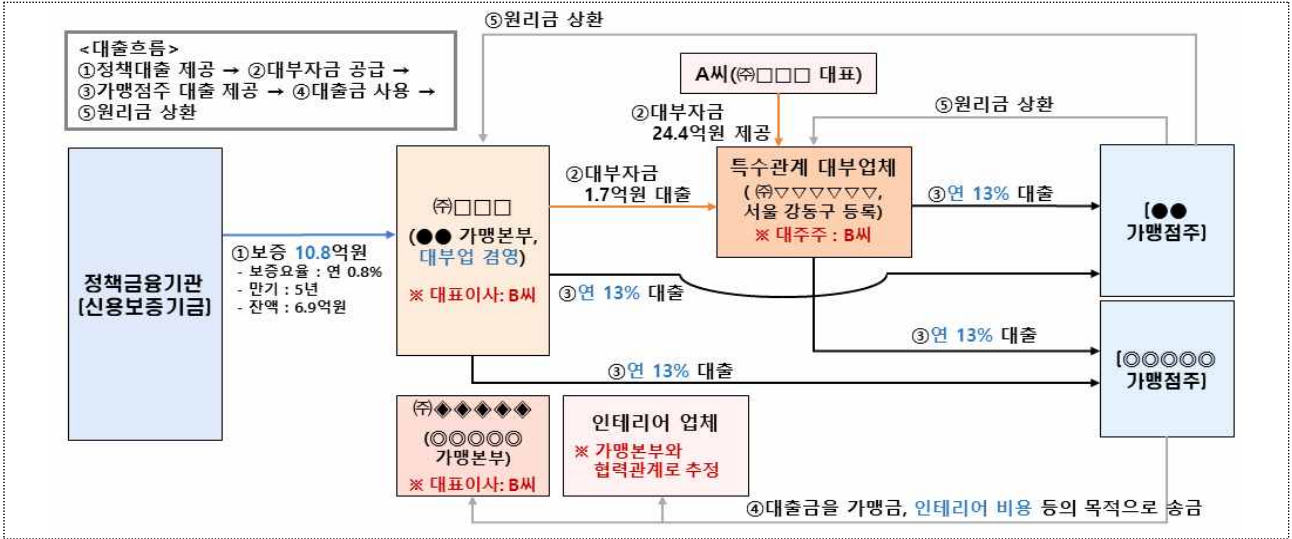 ⑤원리금 상환
<대출흐름>
①정책대출 제공 → ②대부자금 공급 →
③가맹점주 대출 제공 → ④대출금 사용 →
⑤원리금 상환
A씨(㈜□□□ 대표)
②대부자금
24.4억원 제공
⑤원리금 상환
정책금융기관
[신용보증기금]
①보증 10.8억원
- 보증요율 : 연 0.8%
- 만기 : 5년
- 잔액 : 6.9억원
㈜□□□
(●● 가맹본부,
대부업 겸영)
※ 대표이사: B씨
②대부자금
1.7억원 대출
특수관계 대부업체
( ㈜▽▽▽▽▽▽,
서울 강동구 등록)
※ 대주주 : B씨
③연 13% 대출
[●●
가맹점주]
③연 13% 대출
③연 13% 대출
③연 13% 대출
[◎◎◎◎◎
가맹점주]
㈜◈◈◈◈◈
(◎◎◎◎◎
가맹본부)
※ 대표이사: B씨
인테리어 업체
※ 가맹본부와
협력관계로 추정
④대출금을 가맹금, 인테리어 비용 등의 목적으로 송금